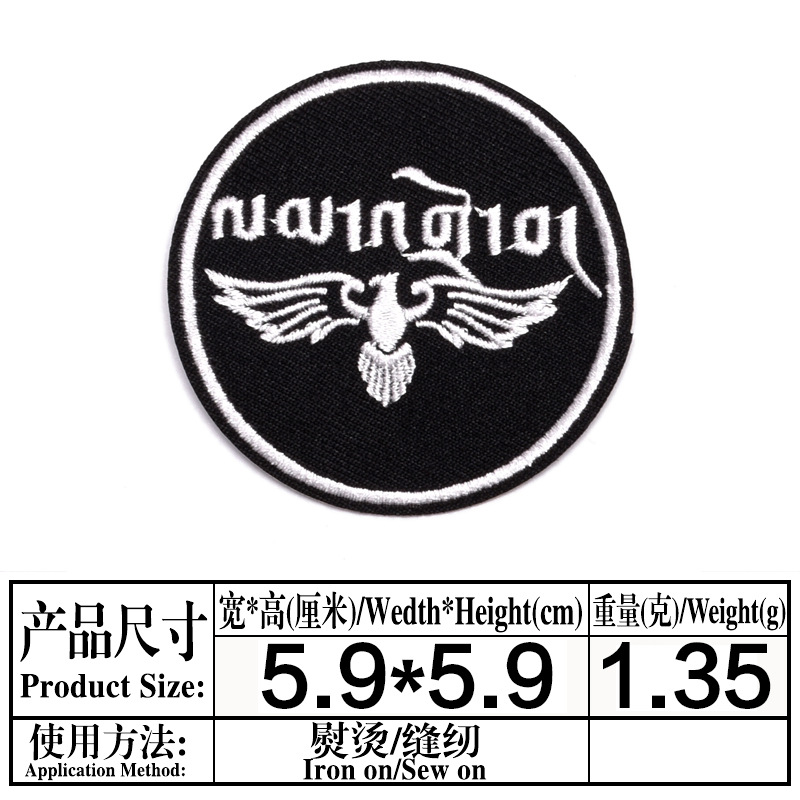 产品尺寸
Product Size:
宽*高(厘米)/Wedth*Height(cm)
重量(克)/Weight(g)
5.9*5.9
1.35
使用方法:
Application Method:
熨烫/缝纫
Iron on/Sew on